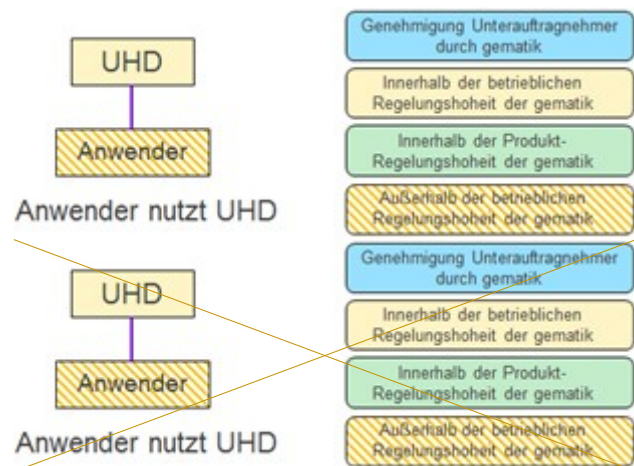 UHD
Anwender
Anwender nutzt UHD
Genehmigung Unterauftragnehmer
durch gematik
Innerhalb der betrieblichen
Regelungshoheit der gematik
Innerhalb der Produkt-
Regelungshoheit der gematik
Außerhalb der betrieblichen
Regelungshoheit der gematik
UHD
Anwender
Anwender nutzt UHD
Genehmigung Unterauftragnehmer
durch gematik
Innerhalb der betrieblichen
Regelungshoheit der gematik
Innerhalb der Produkt-
Regelungshoheit der gematik
Außerhalb der betrieblichen
Regelungshoheit der gematik